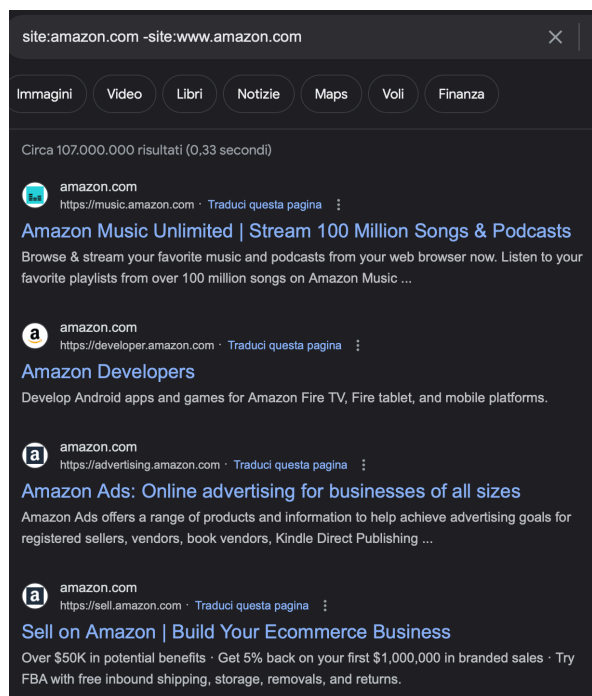 site:amazon.com -site:www.amazon.com
Immagini Video Libri Notizie Maps Voli Finanza
Circa 107.000.000 risultati (0,33 secondi)
amazon.com
https://music.amazon.com · Traduci questa pagina
Amazon Music Unlimited | Stream 100 Million Songs & Podcasts
Browse & stream your favorite music and podcasts from your web browser now. Listen to your
favorite playlists from over 100 million songs on Amazon Music ...
a
amazon.com
https://developer.amazon.com · Traduci questa pagina
Amazon Developers
Develop Android apps and games for Amazon Fire TV, Fire tablet, and mobile platforms.
a
amazon.com
https://advertising.amazon.com · Traduci questa pagina
Amazon Ads: Online advertising for businesses of all sizes
Amazon Ads offers a range of products and information to help achieve advertising goals for
registered sellers, vendors, book vendors, Kindle Direct Publishing ...
a
amazon.com
https://sell.amazon.com · Traduci questa pagina
Sell on Amazon | Build Your Ecommerce Business
Over $50K in potential benefits · Get 5% back on your first $1,000,000 in branded sales · Try
FBA with free inbound shipping, storage, removals, and returns.